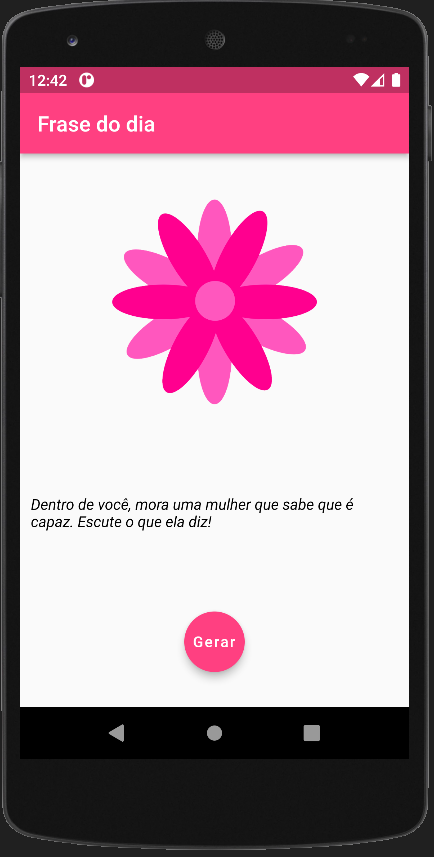 12:42
Frase do dia
Dentro de você, mora uma mulher que sabe que é
capaz. Escute o que ela diz!
Gerar